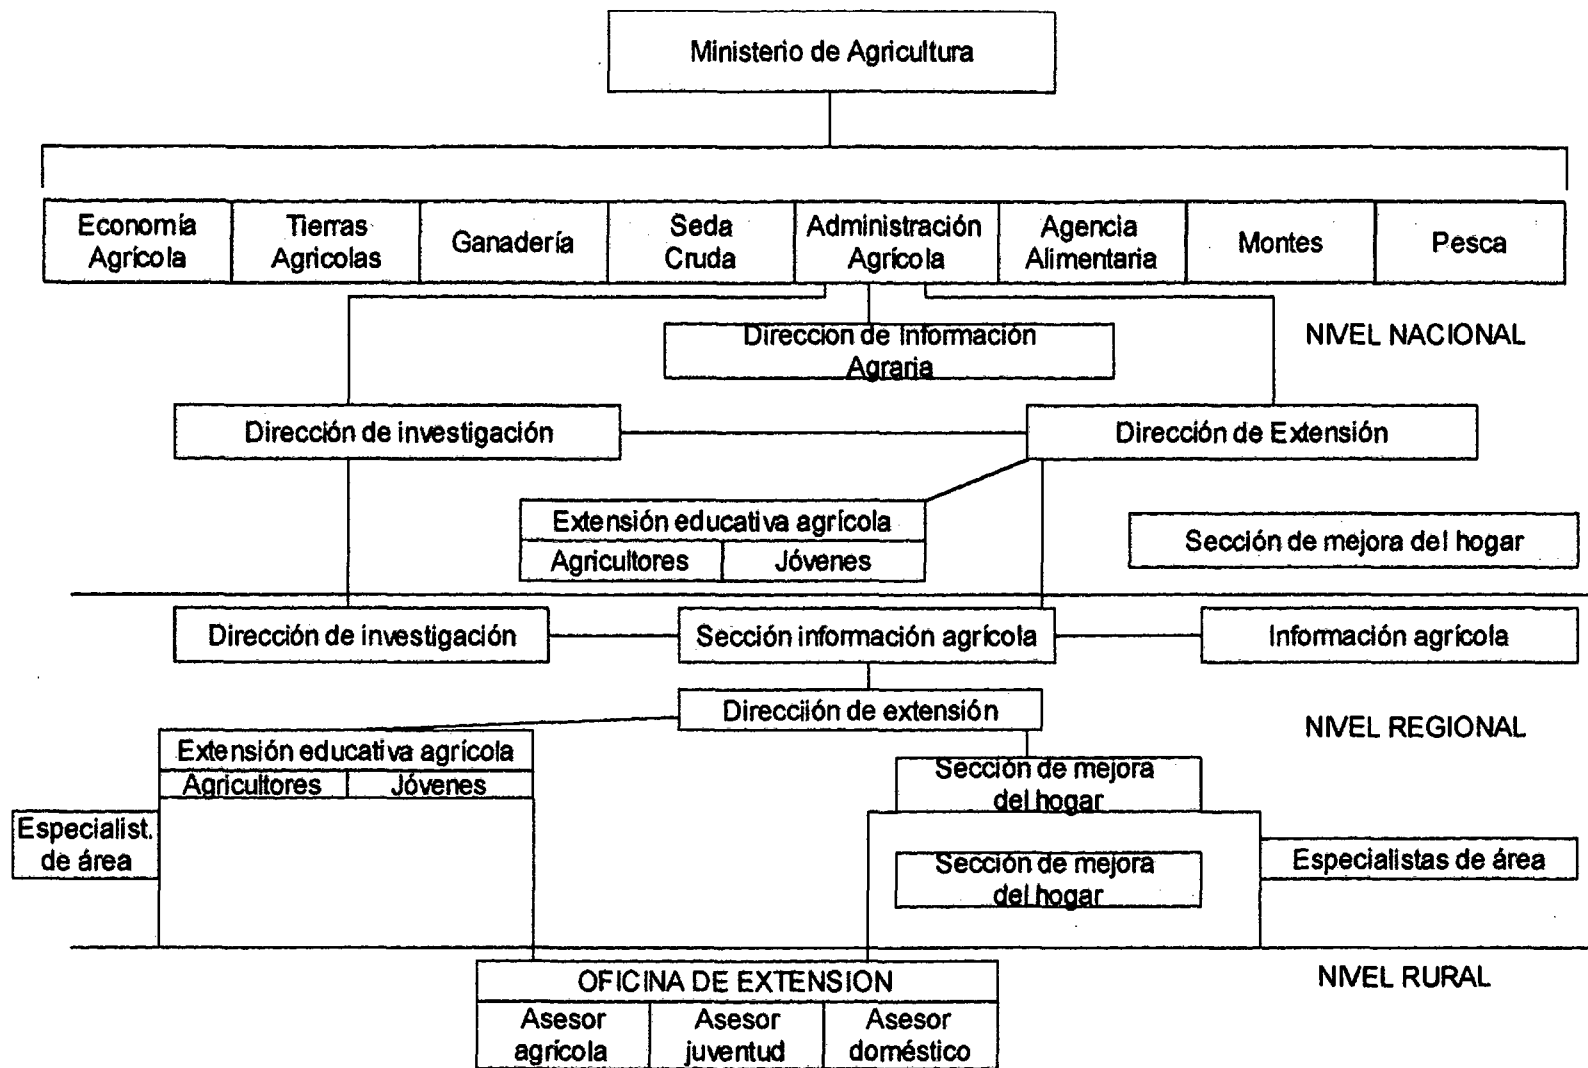 Ministerio de Agricultura
Economía
Agrícola
Tierras
Agricolas
Ganadería
Seda
Cruda
Administración
Agrícola
Agencia
Alimentaria
Montes
Pesca
Direccion de Información
Agraria
NIVEL NACIONAL
Dirección de investigación
Dirección de Extensión
Extensión educativa agrícola
Agricultores
Jóvenes
Sección de mejora del hogar
Dirección de investigación
Sección información agrícola
Información agrícola
Direcilón de extensión
NIVEL REGIONAL
Extensión educativa agrícola
Agricultores
Jóvenes
Sección de mejora
del hogar
Especialist.
de área
Sección de mejora
del hogar
Especialistas de área
OFICINA DE EXTENSION
NIVEL RURAL
Asesor
agrícola
Asesor
juventud
Asesor
doméstico